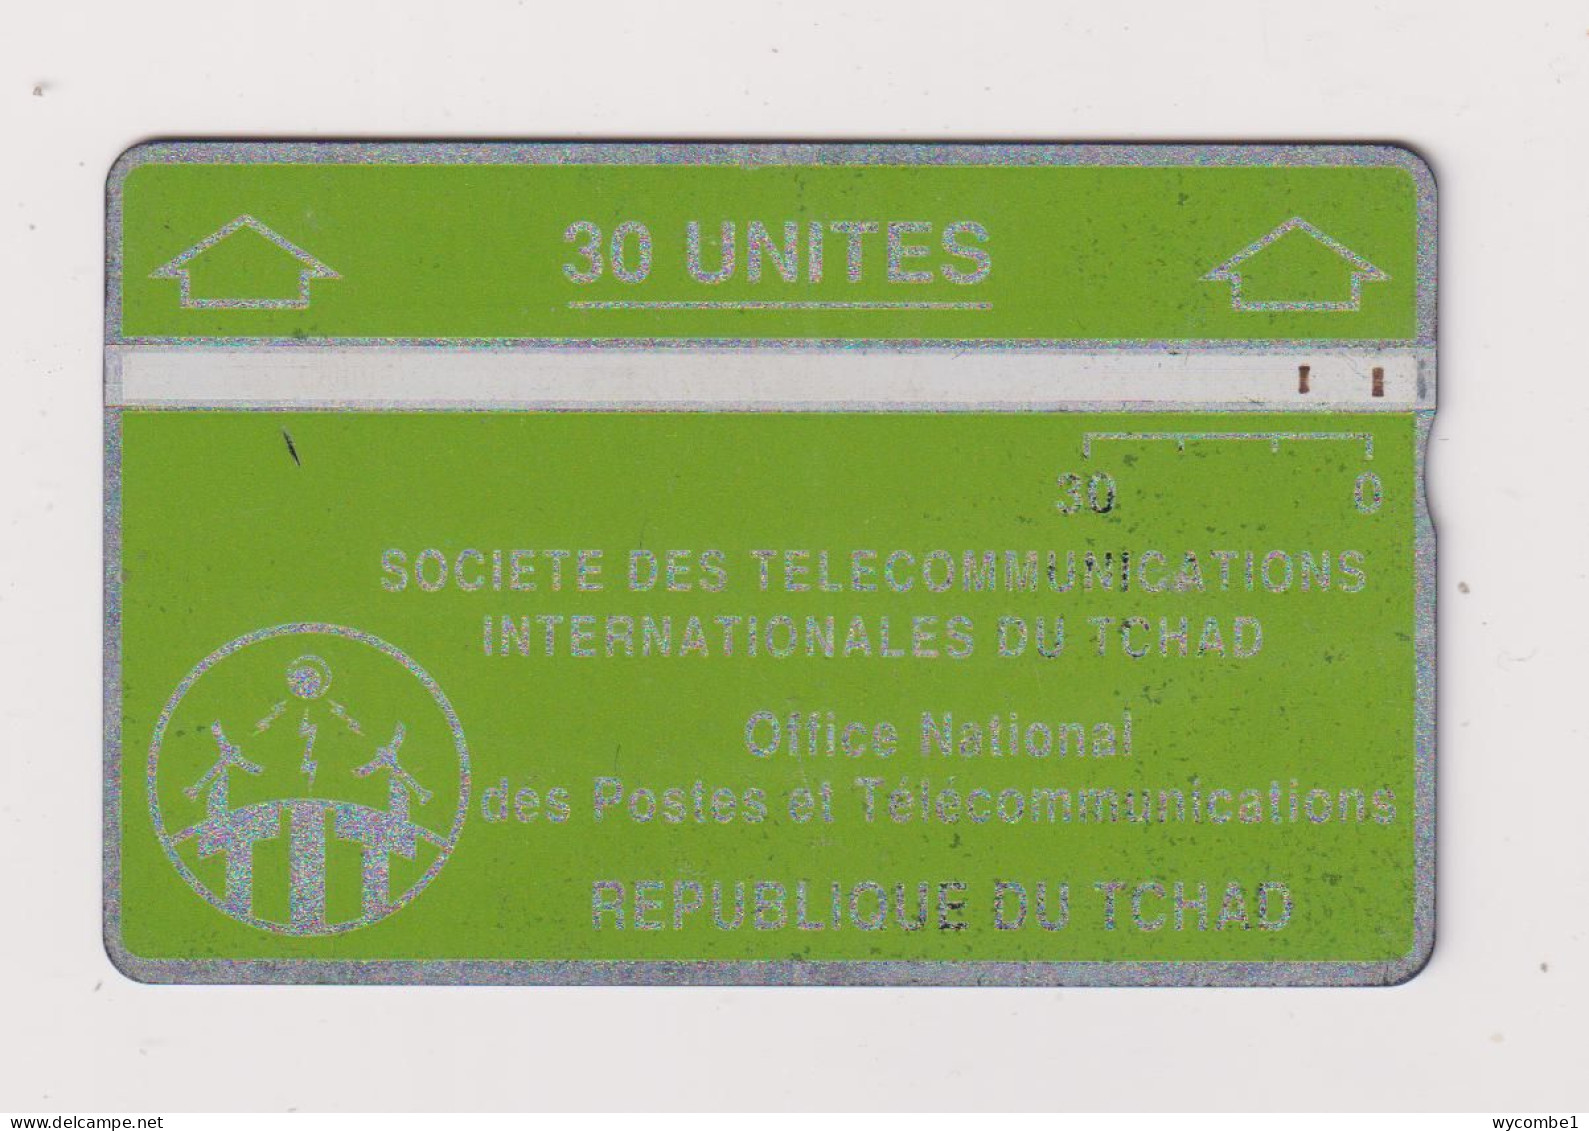 30 UNITES
30 0
SOCIETE DES TELECOMMUNICATIONS
INTERNATIONALES DU TCHAD
Office National
des Postes et Télécommunications
REPUBLIQUE DU TCHAD
www.delcampe.net
wycombe1